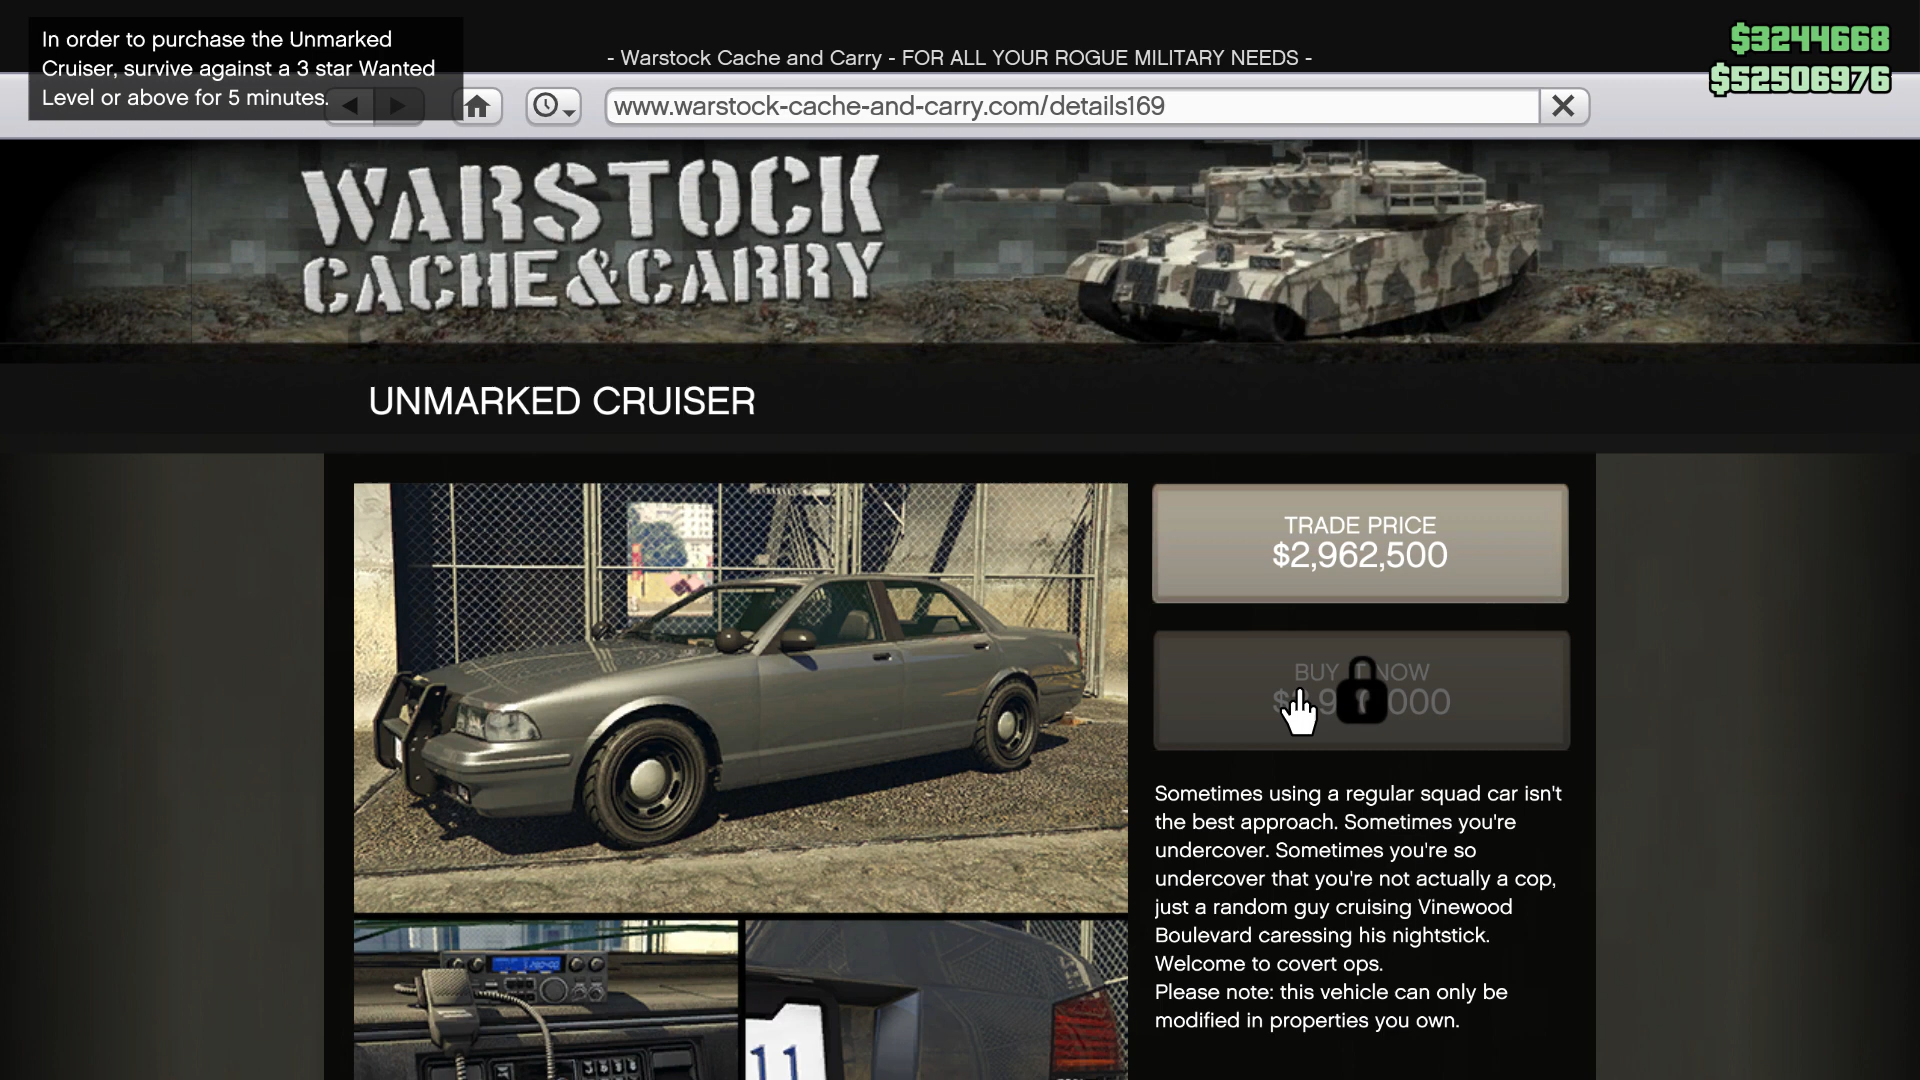 In order to purchase the Unmarked
Cruiser, survive against a 3 star Wanted
Level or above for 5 minutes.
- Warstock Cache and Carry - FOR ALL YOUR ROGUE MILITARY NEEDS -
$3244668
$52506976
www.warstock-cache-and-carry.com/details169
WARSTOCK
CACHE&CARRY
UNMARKED CRUISER
TRADE PRICE
$2,962,500
BUY IT NOW
Sometimes using a regular squad car isn't
the best approach. Sometimes you're
undercover. Sometimes you're so
undercover that you're not actually a cop,
just a random guy cruising Vinewood
Boulevard caressing his nightstick.
Welcome to covert ops.
Please note: this vehicle can only be
modified in properties you own.
11